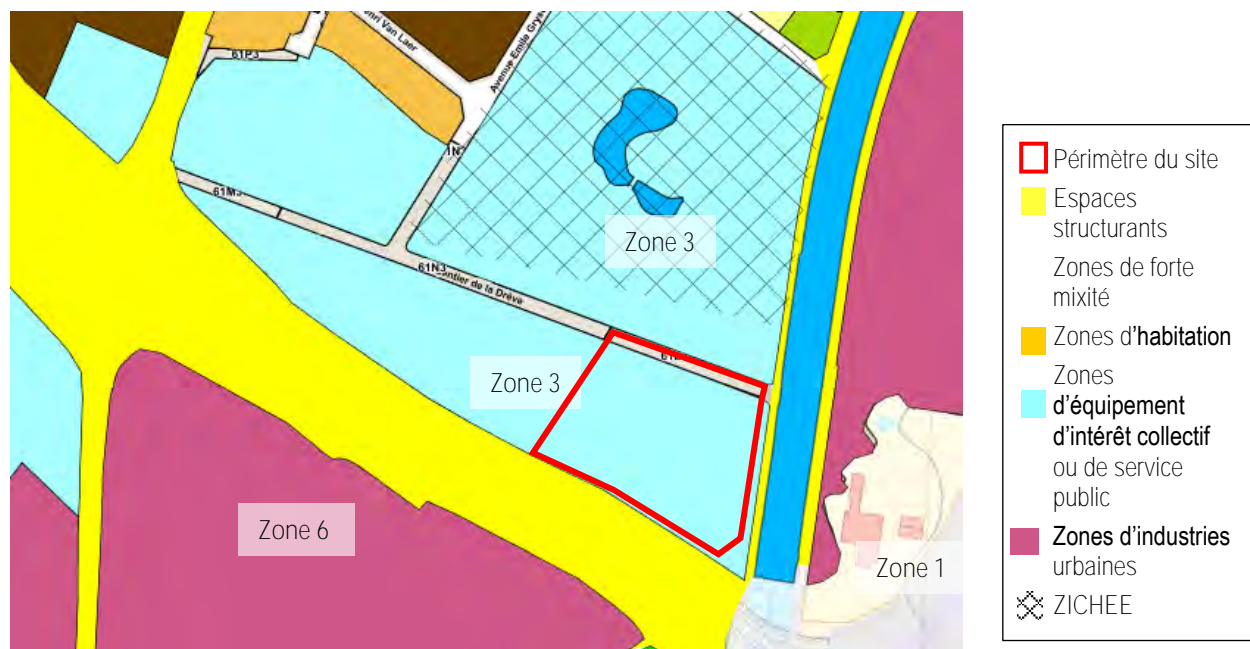 Henri Van Laer
61P3
Avenue Emile Gryson
61M3
61N3
Sentier de la Drève
Zone 3
Zone 3
Zone 6
Zone 1
Périmètre du site
Espaces
structurants
Zones de forte
mixité
Zones d'habitation
Zones
d'équipement
d'intérêt collectif
ou de service
public
Zones d'industries
urbaines
ZICHEE